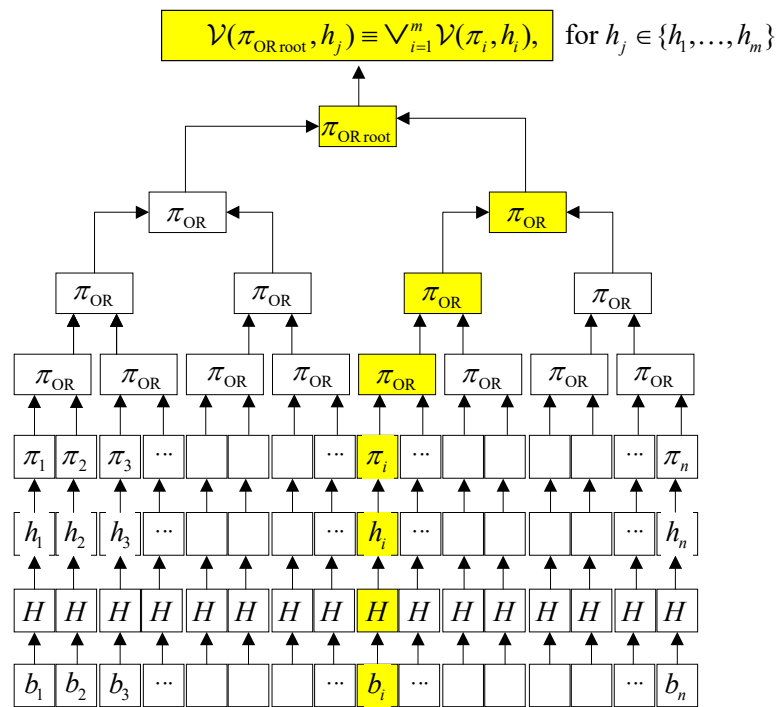 𝒱(π_OR root, h_j) ≡ ⋁_{i=1}^{m} 𝒱(π_i, h_i), for h_j ∈ {h_1,…,h_m}
π_OR root
π_OR π_OR
π_OR π_OR π_OR π_OR
π_OR π_OR π_OR π_OR π_OR π_OR π_OR π_OR
π_1 π_2 π_3 ... ... π_i ... ... π_n
h_1 h_2 h_3 ... ... h_i ... ... h_n
H H H H H H H H H H H H H H H H
b_1 b_2 b_3 ... ... b_i ... ... b_n